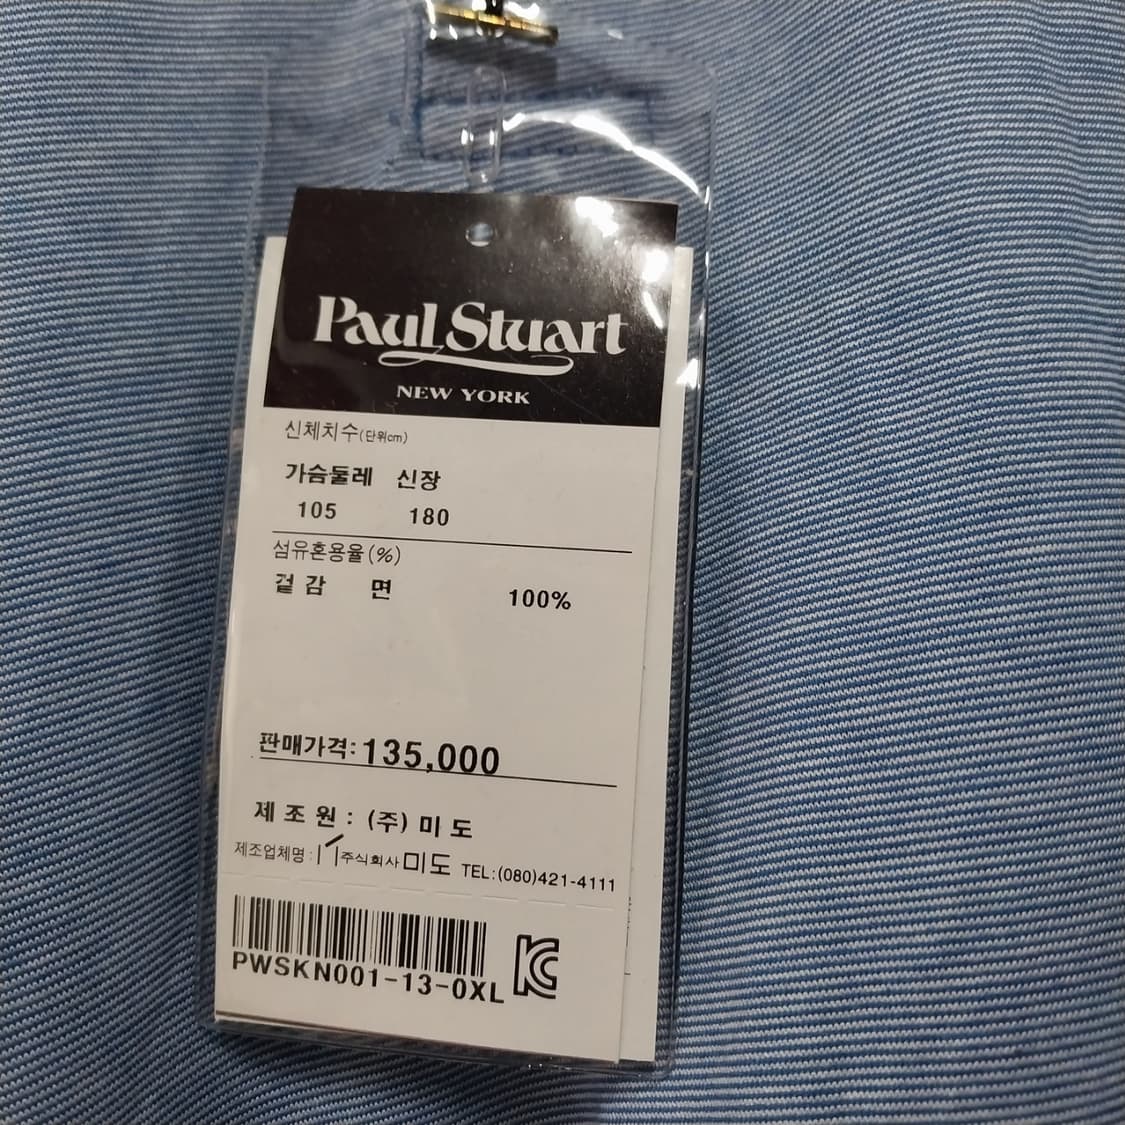 Paul Stuart
NEW YORK
신체치수(단위cm)
가슴둘레 신장
105 180
섬유혼용율(%)
겉감 면 100%
판매가격: 135,000
제조원 : (주) 미도
제조업체명 : 주식회사 미도 TEL:(080)421-4111
PWSKN001-13-0XL